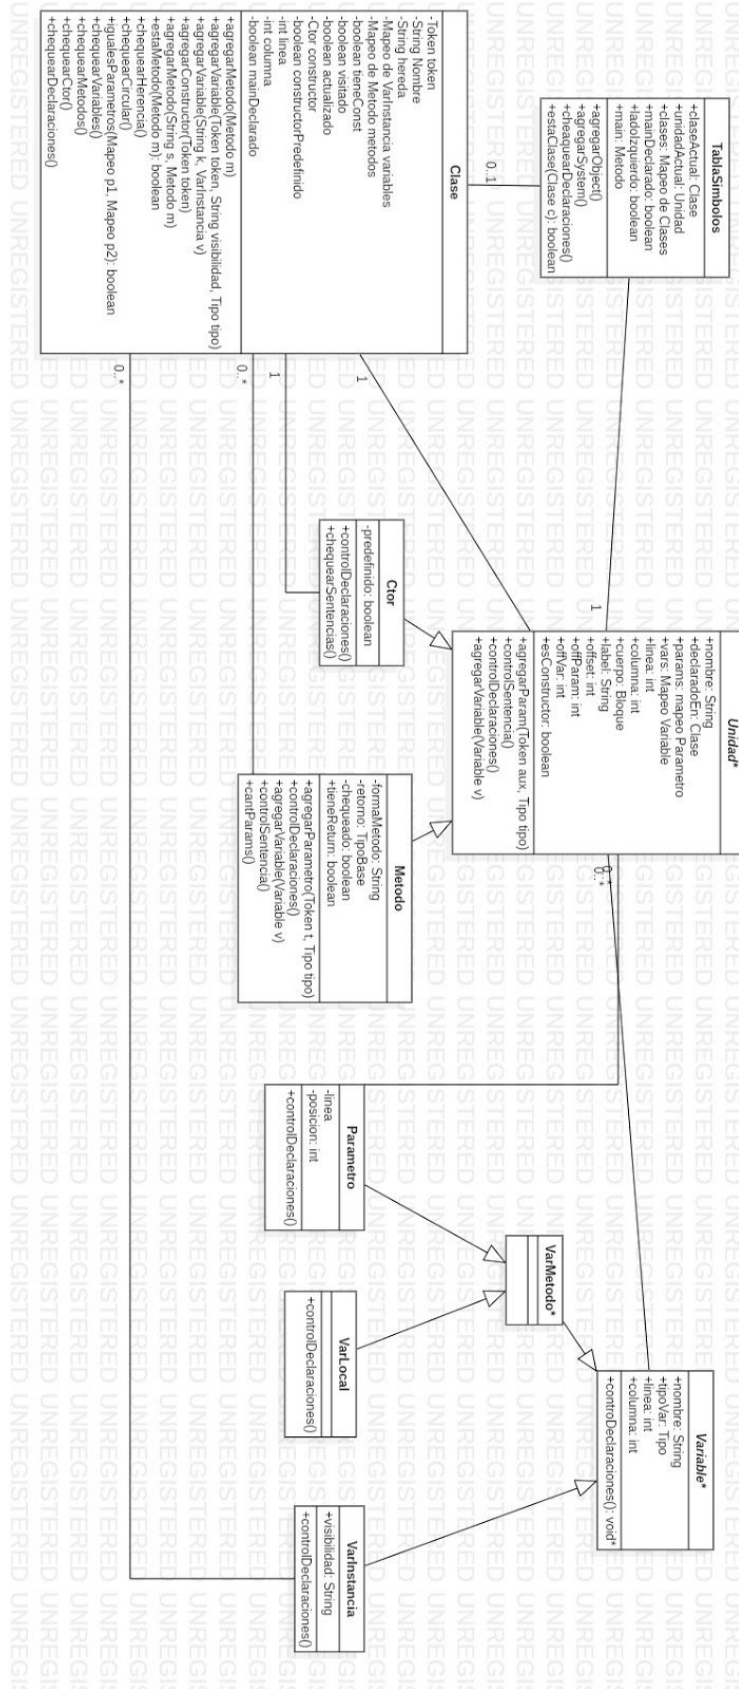 TablaSimbolos
+claseActual: Clase
+unidadActual: Unidad
+clases: Mapeo de Clases
+mainDeclarado: boolean
+ladoIzquierdo: boolean
+main: Metodo
+agregarObject()
+agregarSystem()
+cheaquearDeclaraciones()
+estaClase(Clase c): boolean
0..1
Clase
-Token token
-String Nombre
-String hereda
-Mapeo de VarInstancia variables
-Mapeo de Metodo metodos
-boolean tieneConst
-boolean visitado
-boolean actualizado
-Ctor constructor
-boolean constructorPredefinido
-int linea
-int columna
-boolean mainDeclarado
+agregarMetodo(Metodo m)
+agregarVariable(Token token, String visibilidad, Tipo tipo)
+agregarVariable(String k, VarInstancia v)
+agregarConstructor(Token token)
+agregarMetodo(String s, Metodo m)
+estaMetodo(Metodo m): boolean
+chequearHerencia()
+chequearCircular()
+igualesParametros(Mapeo p1, Mapeo p2): boolean
+chequearVariables()
+chequearMetodos()
+chequearCtor()
+chequearDeclaraciones()
1
1
0..*
0..*
1
Unidad*
+nombre: String
+declaradoEn: Clase
+params: mapeo Parametro
+vars: Mapeo Variable
+linea: int
+columna: int
+cuerpo: Bloque
+label: String
+offset: int
+offParam: int
+offVar: int
+esConstructor: boolean
+agregarParam(Token aux, Tipo tipo)
+controlSentencia()
+controlDeclaraciones()
+agregarVariable(Variable v)
0..*
Ctor
-predefinido: boolean
+controlDeclaraciones()
+chequearSentencias()
Metodo
-formaMetodo: String
-retorno: TipoBase
-chequeado: boolean
+tieneReturn: boolean
+agregarParametro(Token t, Tipo tipo)
+controlDeclaraciones()
+agregarVariable(Variable v)
+controlSentencia()
+cantParams()
Parametro
-linea
-posicion: int
+controlDeclaraciones()
VarMetodo*
VarLocal
+controlDeclaraciones()
Variable*
+nombre: String
+tipoVar: Tipo
+linea: int
+columna: int
+controDeclaraciones(): void*
VarInstancia
+visibilidad: String
+controlDeclaraciones()
UNREGISTERED